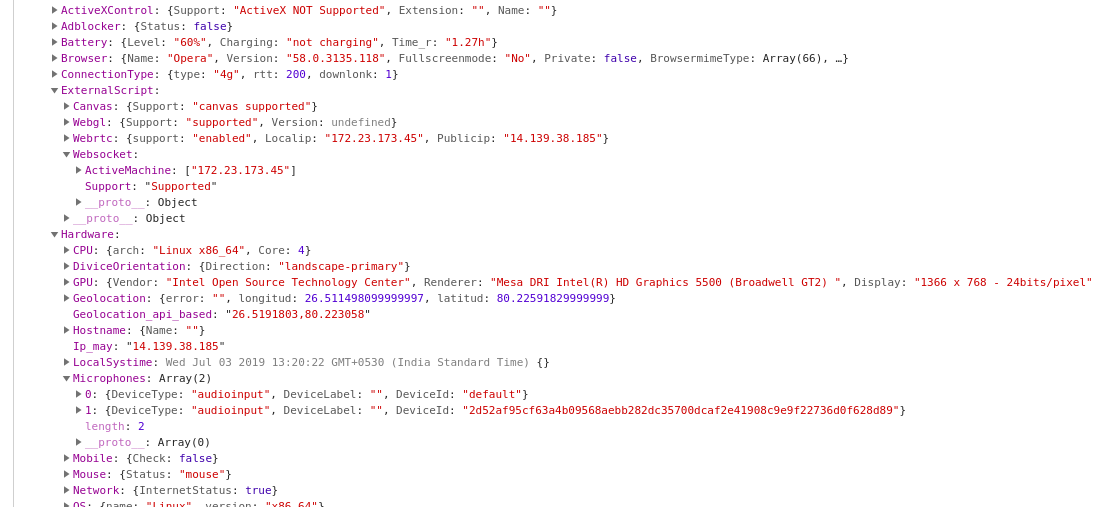 ActiveXControl: {Support: "ActiveX NOT Supported", Extension: "", Name: ""}
Adblocker: {Status: false}
Battery: {Level: "60%", Charging: "not charging", Time_r: "1.27h"}
Browser: {Name: "Opera", Version: "58.0.3135.118", Fullscreenmode: "No", Private: false, BrowsermimeType: Array(66), …}
ConnectionType: {type: "4g", rtt: 200, downlonk: 1}
ExternalScript:
Canvas: {Support: "canvas supported"}
Webgl: {Support: "supported", Version: undefined}
Webrtc: {support: "enabled", Localip: "172.23.173.45", Publicip: "14.139.38.185"}
Websocket:
ActiveMachine: ["172.23.173.45"]
Support: "Supported"
__proto__: Object
__proto__: Object
Hardware:
CPU: {arch: "Linux x86_64", Core: 4}
DiviceOrientation: {Direction: "landscape-primary"}
GPU: {Vendor: "Intel Open Source Technology Center", Renderer: "Mesa DRI Intel(R) HD Graphics 5500 (Broadwell GT2) ", Display: "1366 x 768 - 24bits/pixel"
Geolocation: {error: "", longitud: 26.511498099999997, latitud: 80.22591829999999}
Geolocation_api_based: "26.5191803,80.223058"
Hostname: {Name: ""}
Ip_may: "14.139.38.185"
LocalSystime: Wed Jul 03 2019 13:20:22 GMT+0530 (India Standard Time) {}
Microphones: Array(2)
0: {DeviceType: "audioinput", DeviceLabel: "", DeviceId: "default"}
1: {DeviceType: "audioinput", DeviceLabel: "", DeviceId: "2d52af95cf63a4b09568aebb282dc35700dcaf2e41908c9e9f22736d0f628d89"}
length: 2
__proto__: Array(0)
Mobile: {Check: false}
Mouse: {Status: "mouse"}
Network: {InternetStatus: true}
OS: {name: "Linux", version: "x86_64"}